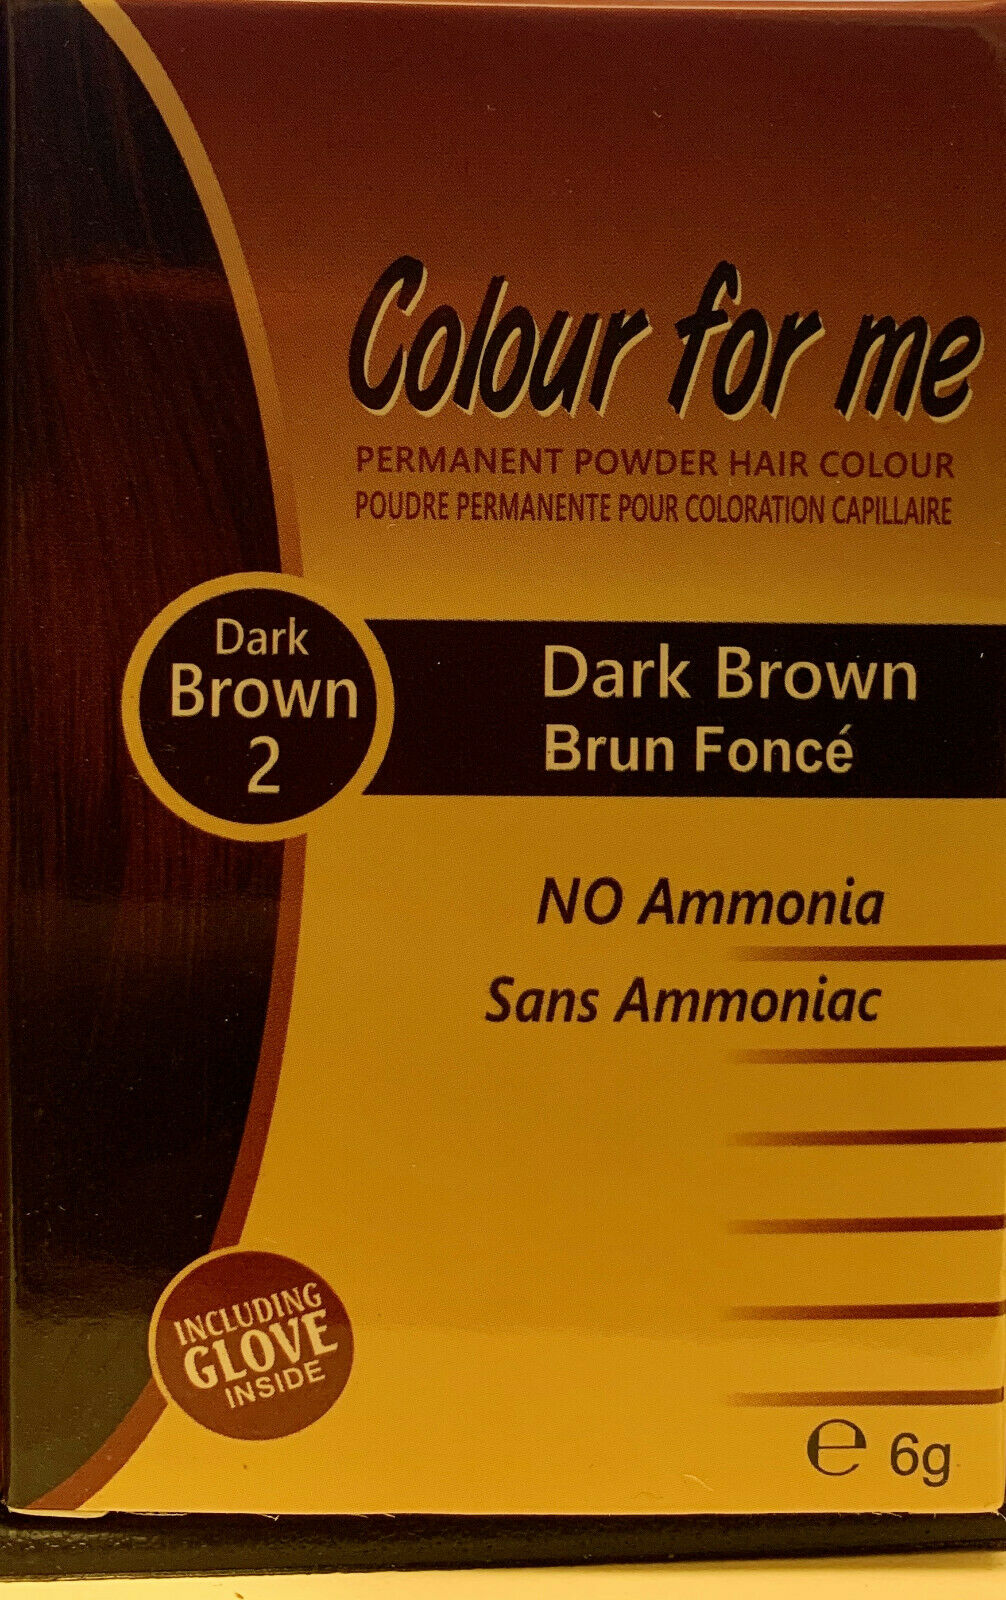 Colour for me
PERMANENT POWDER HAIR COLOUR
POUDRE PERMANENTE POUR COLORATION CAPILLAIRE
Dark
Brown
2
Dark Brown
Brun Foncé
NO Ammonia
Sans Ammoniac
INCLUDING
GLOVE
INSIDE
℮ 6g